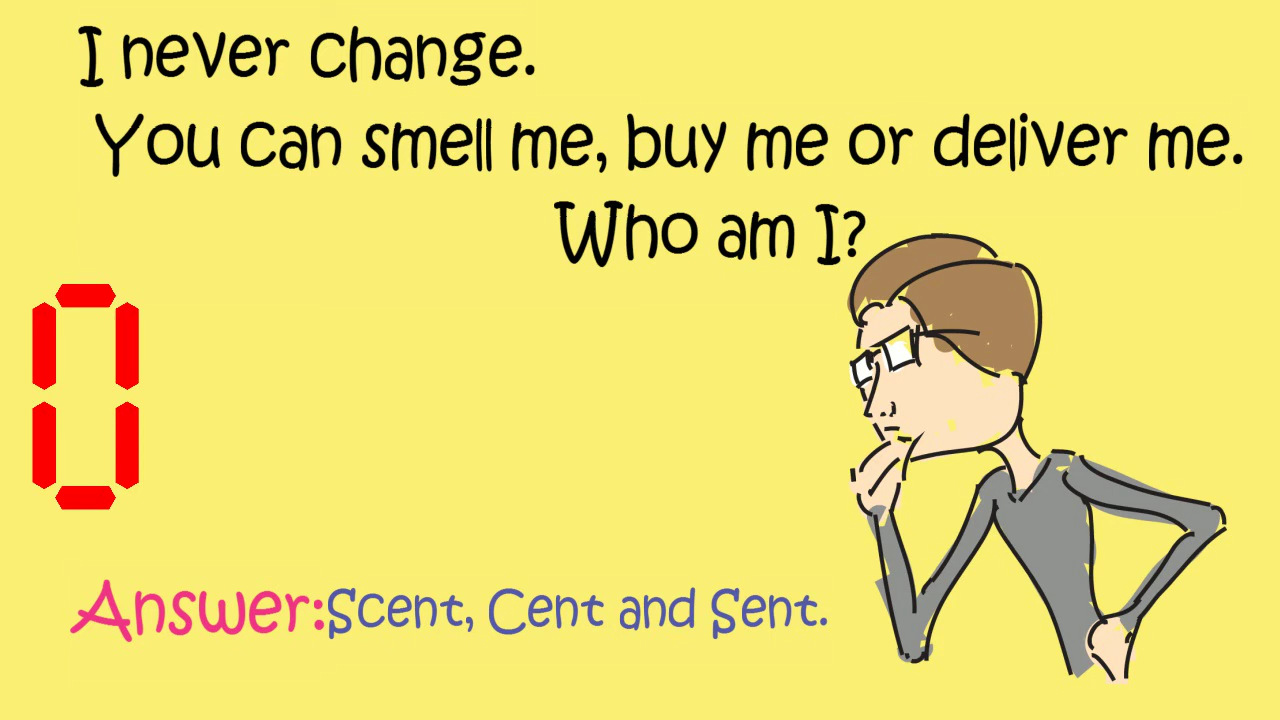 I never change.
You can smell me, buy me or deliver me.
Who am I?
0
Answer:Scent, Cent and Sent.